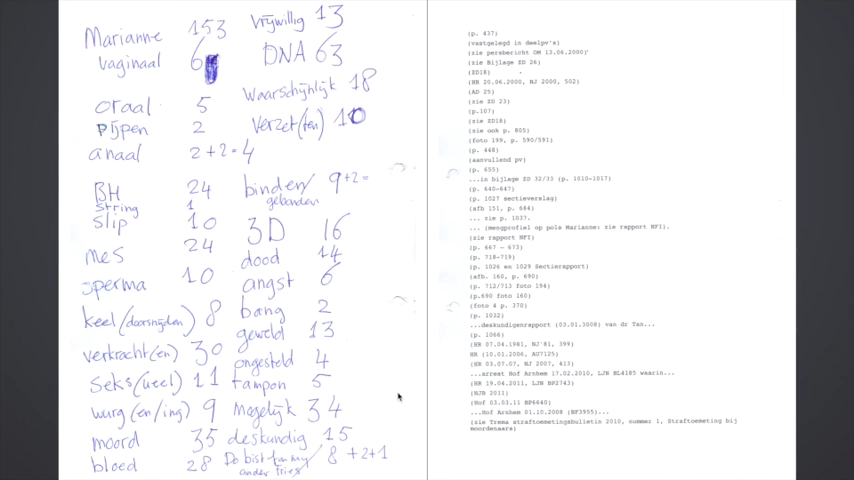 Marianne 153
vaginaal 6
oraal 5
pijpen 2
anaal 2+2=4
BH 24
string 1
slip 10
mes 24
sperma 10
keel/(doorsnijden) 8
verkracht(en) 30
seks(ueel) 11
wurg(en/ing) 9
moord 35
bloed 28
Vrijwillig 13
DNA 63
Waarschijnlijk 18
verzet(ten) 10
binden/ gebonden 9+2=
3D 16
dood 14
angst 6
bang 2
geweld 13
ongesteld 4
tampon 5
Mogelijk 34
deskundig 15
Do bist fan my 8 +2+1
ander fries
(p. 437)
(vastgelegd in deelpv's)
(zie persbericht OM 13.06.2000)'
(zie Bijlage ZD 26)
(ZD18)
(HR 20.06.2000, NJ 2000, 502)
(AD 25)
(zie ZD 23)
(p.107)
(zie ZD18)
(zie ook p. 805)
(foto 199, p. 590/591)
(p. 448)
(aanvullend pv)
(p. 655)
...in bijlage ZD 32/33 (p. 1010-1017)
(p. 640-647)
(p. 1027 sectieverslag)
(afb 151, p. 684)
... zie p. 1037.
... (mengprofiel op pola Marianne: zie rapport NFI).
(zie rapport NFI)
(p. 667 – 673)
(p. 718-719)
(p. 1026 en 1029 Sectierapport)
(afb. 160, p. 690)
(p. 712/713 foto 194)
(p.690 foto 160)
(foto 4 p. 370)
(p. 1032)
...deskundigenrapport (03.01.3008) van dr Tan...
(p. 1066)
(HR 07.04.1981, NJ'81, 399)
HR (10.01.2006, AU7125)
(HR 03.07.07, NJ 2007, 413)
...arrest Hof Arnhem 17.02.2010, LJN BL4185 waarin...
(HR 19.04.2011, LJN BP2743)
(NJB 2011)
(Hof 03.03.11 BP6640)
...Hof Arnhem 01.10.2008 (BF3955)...
(zie Trema straftoemetingsbulletin 2010, nummer 1, Straftoemeting bij
moordenaars)